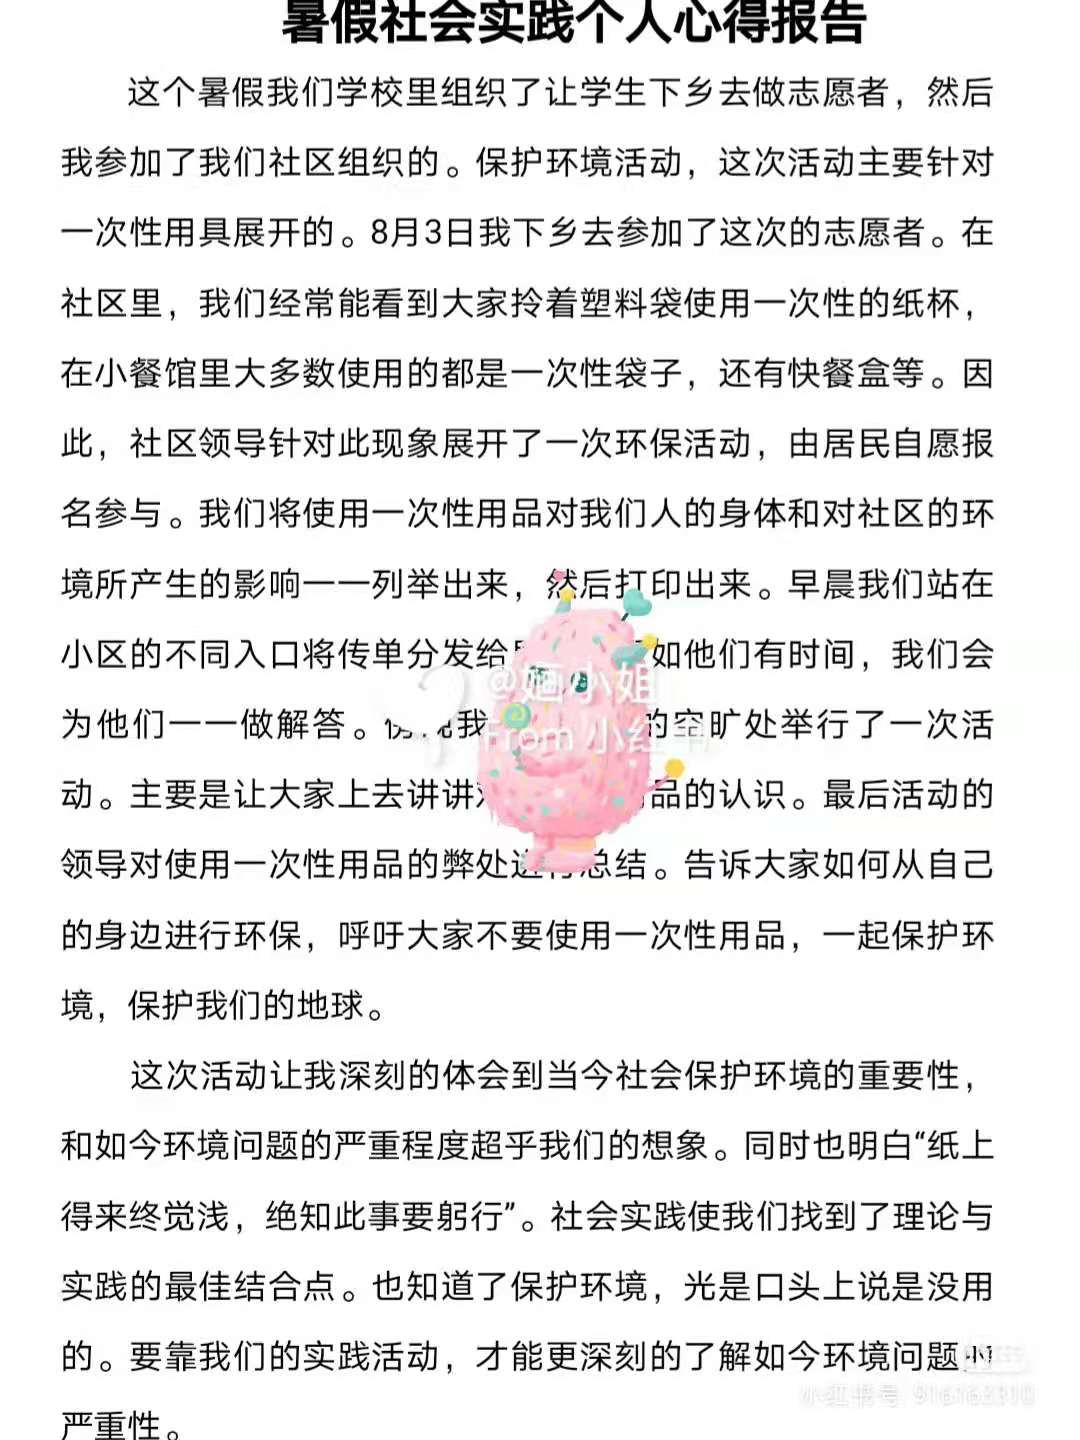 暑假社会实践个人心得报告
这个暑假我们学校里组织了让学生下乡去做志愿者，然后
我参加了我们社区组织的。保护环境活动，这次活动主要针对
一次性用具展开的。8月3日我下乡去参加了这次的志愿者。在
社区里，我们经常能看到大家拎着塑料袋使用一次性的纸杯，
在小餐馆里大多数使用的都是一次性袋子，还有快餐盒等。因
此，社区领导针对此现象展开了一次环保活动，由居民自愿报
名参与。我们将使用一次性用品对我们人的身体和对社区的环
境所产生的影响一一列举出来，然后打印出来。早晨我们站在
小区的不同入口将传单分发给 如他们有时间，我们会
为他们一一做解答。傍晚我 的空旷处举行了一次活
动。主要是让大家上去讲讲对 品的认识。最后活动的
领导对使用一次性用品的弊处进行总结。告诉大家如何从自己
的身边进行环保，呼吁大家不要使用一次性用品，一起保护环
境，保护我们的地球。
这次活动让我深刻的体会到当今社会保护环境的重要性，
和如今环境问题的严重程度超乎我们的想象。同时也明白“纸上
得来终觉浅，绝知此事要躬行”。社会实践使我们找到了理论与
实践的最佳结合点。也知道了保护环境，光是口头上说是没用
的。要靠我们的实践活动，才能更深刻的了解如今环境问题的
严重性。
@婳小姐
From 小红书
小红书号 916162310